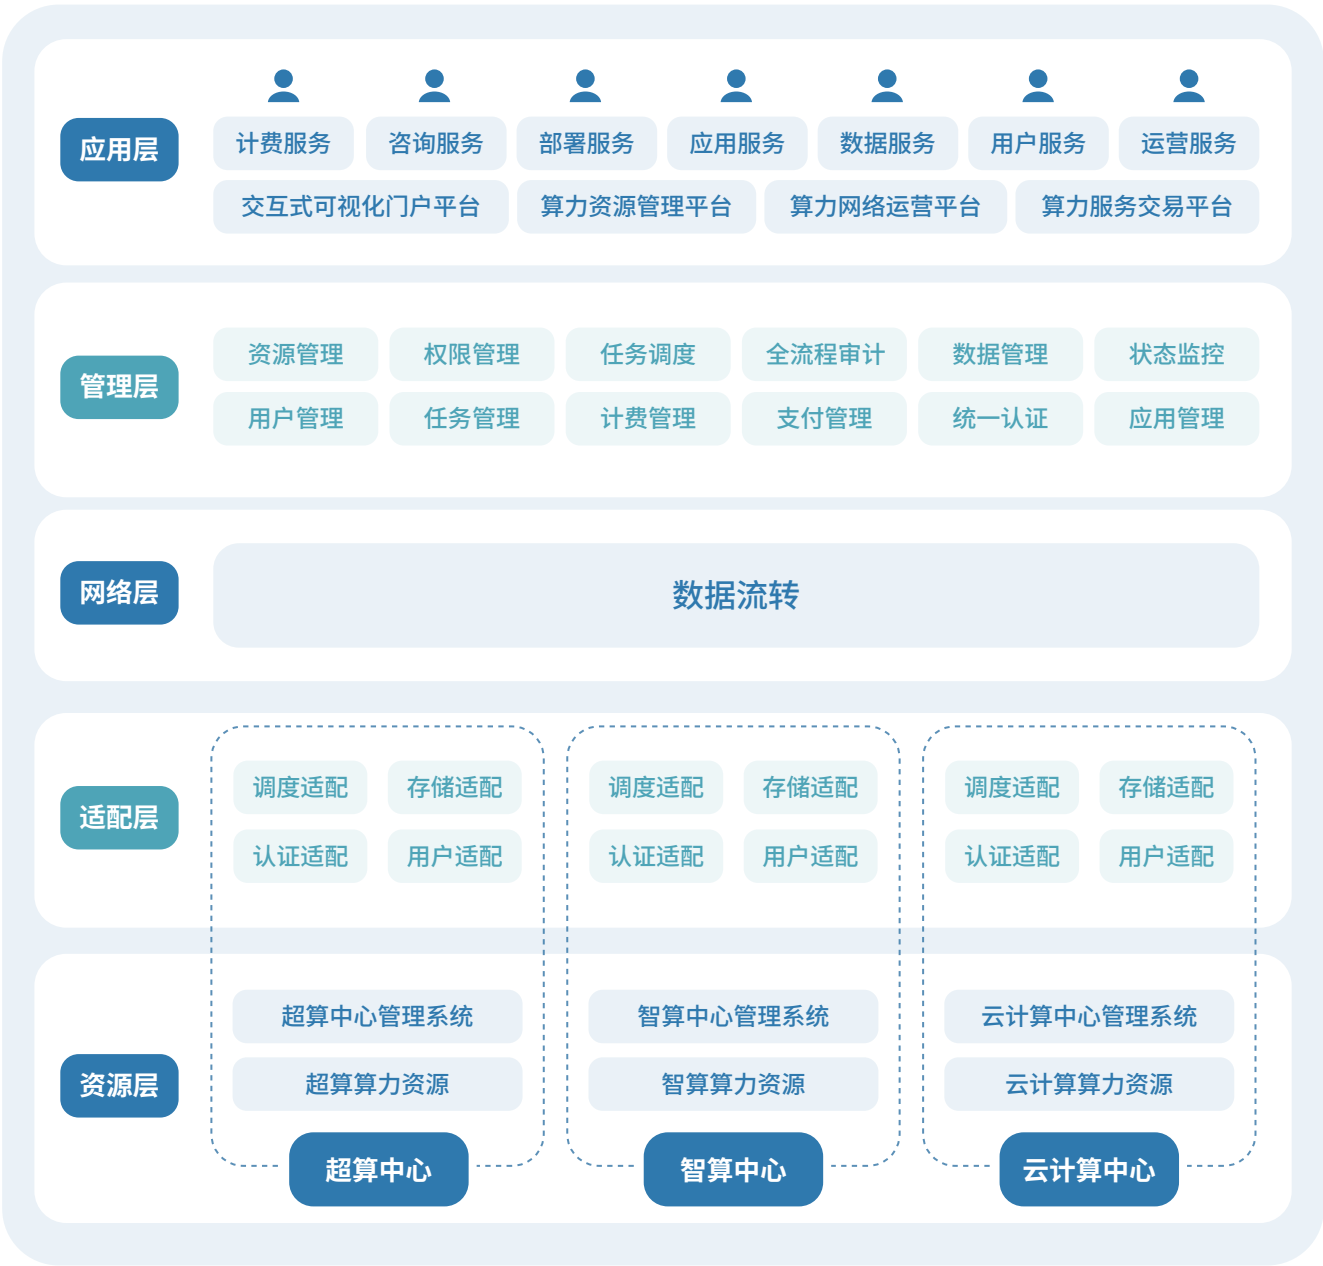 应用层
计费服务 咨询服务 部署服务 应用服务 数据服务 用户服务 运营服务
交互式可视化门户平台 算力资源管理平台 算力网络运营平台 算力服务交易平台
管理层
资源管理 权限管理 任务调度 全流程审计 数据管理 状态监控
用户管理 任务管理 计费管理 支付管理 统一认证 应用管理
网络层
数据流转
适配层
调度适配 存储适配 调度适配 存储适配 调度适配 存储适配
认证适配 用户适配 认证适配 用户适配 认证适配 用户适配
资源层
超算中心管理系统 智算中心管理系统 云计算中心管理系统
超算算力资源 智算算力资源 云计算算力资源
超算中心 智算中心 云计算中心